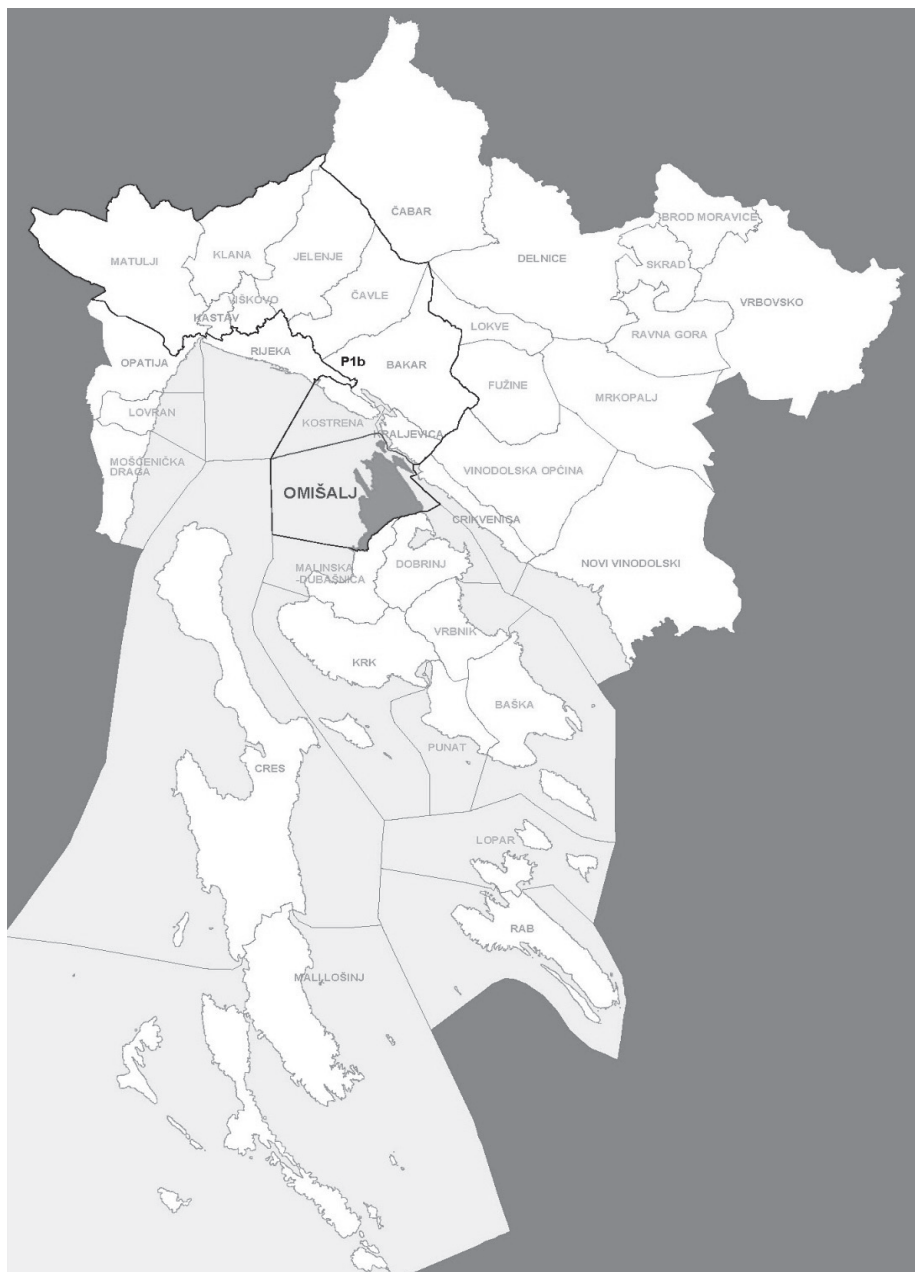 ČABAR
BROD MORAVICE
DELNICE
KLANA
JELENJE
MATULJI
SKRAD
ČAVLE
VIŠKOVO
VRBOVSKO
KASTAV
LOKVE
RAVNA GORA
RIJEKA
OPATIJA
P1b
BAKAR
FUŽINE
MRKOPALJ
LOVRAN
KOSTRENA
KRALJEVICA
MOŠĆENIČKA
DRAGA
VINODOLSKA OPĆINA
OMIŠALJ
CRIKVENICA
MALINSKA
-DUBAŠNICA
DOBRINJ
NOVI VINODOLSKI
VRBNIK
KRK
BAŠKA
PUNAT
CRES
LOPAR
RAB
MALI LOŠINJ